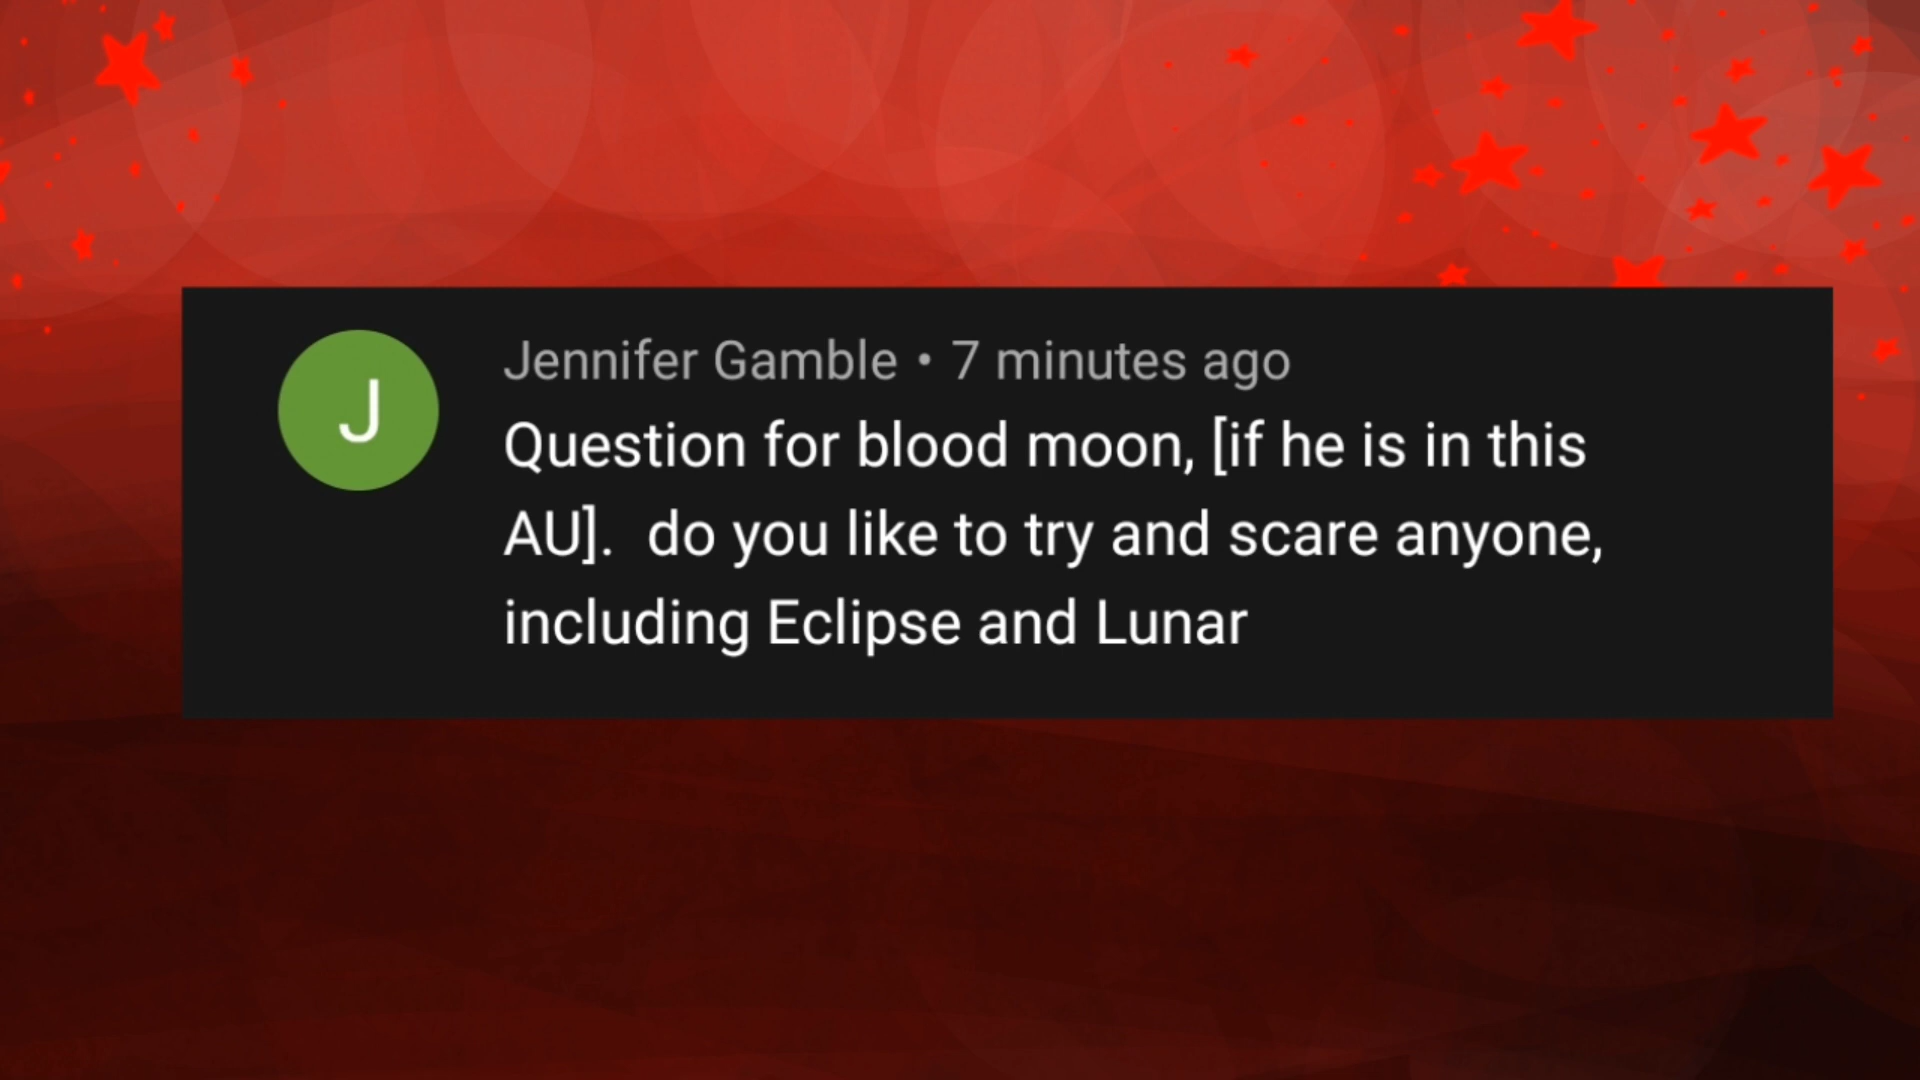 J
Jennifer Gamble • 7 minutes ago
Question for blood moon, [if he is in this
AU].  do you like to try and scare anyone,
including Eclipse and Lunar